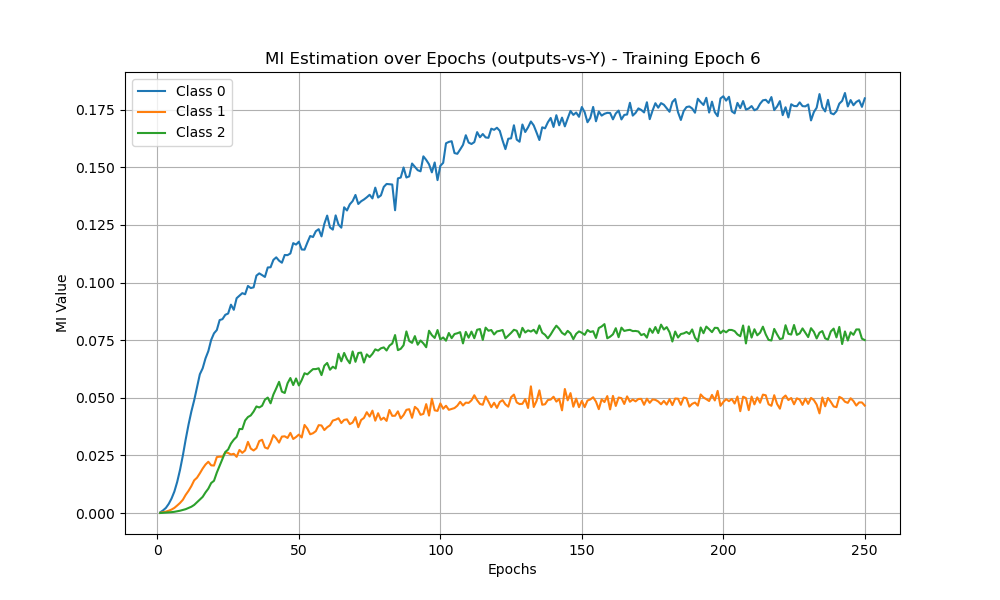 MI Estimation over Epochs (outputs-vs-Y) - Training Epoch 6
Class 0
Class 1
Class 2
0.175
0.150
0.125
0.100
0.075
0.050
0.025
0.000
MI Value
0
50
100
150
200
250
Epochs